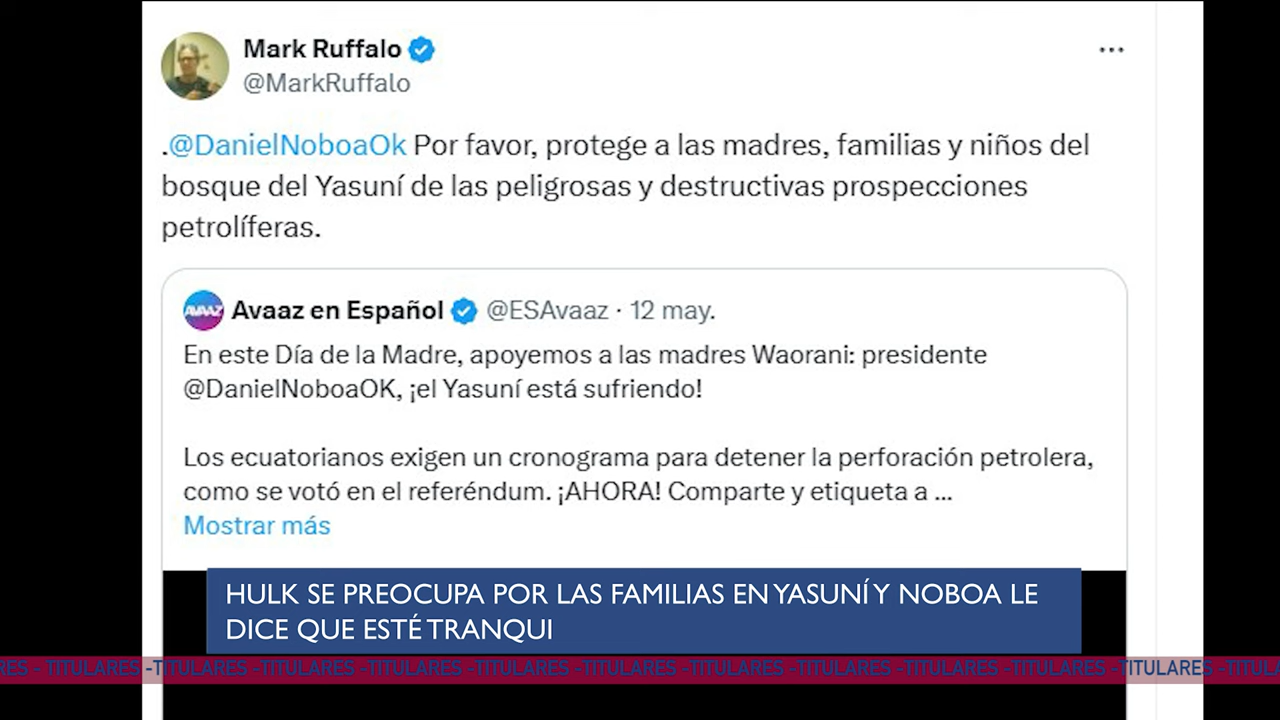 Mark Ruffalo
@MarkRuffalo
.@DanielNoboaOk Por favor, protege a las madres, familias y niños del
bosque del Yasuní de las peligrosas y destructivas prospecciones
petrolíferas.
AVAAZ
Avaaz en Español @ESAvaaz · 12 may.
En este Día de la Madre, apoyemos a las madres Waorani: presidente
@DanielNoboaOK, ¡el Yasuní está sufriendo!
Los ecuatorianos exigen un cronograma para detener la perforación petrolera,
como se votó en el referéndum. ¡AHORA! Comparte y etiqueta a ...
Mostrar más
HULK SE PREOCUPA POR LAS FAMILIAS EN YASUNÍ Y NOBOA LE
DICE QUE ESTÉ TRANQUI
RES - TITULARES -TITULARES -TITULARES -TITULARES -TITULARES -TITULARES -TITULARES -TITULARES -TITULARES -TITULARES -TITULARES -TITULA